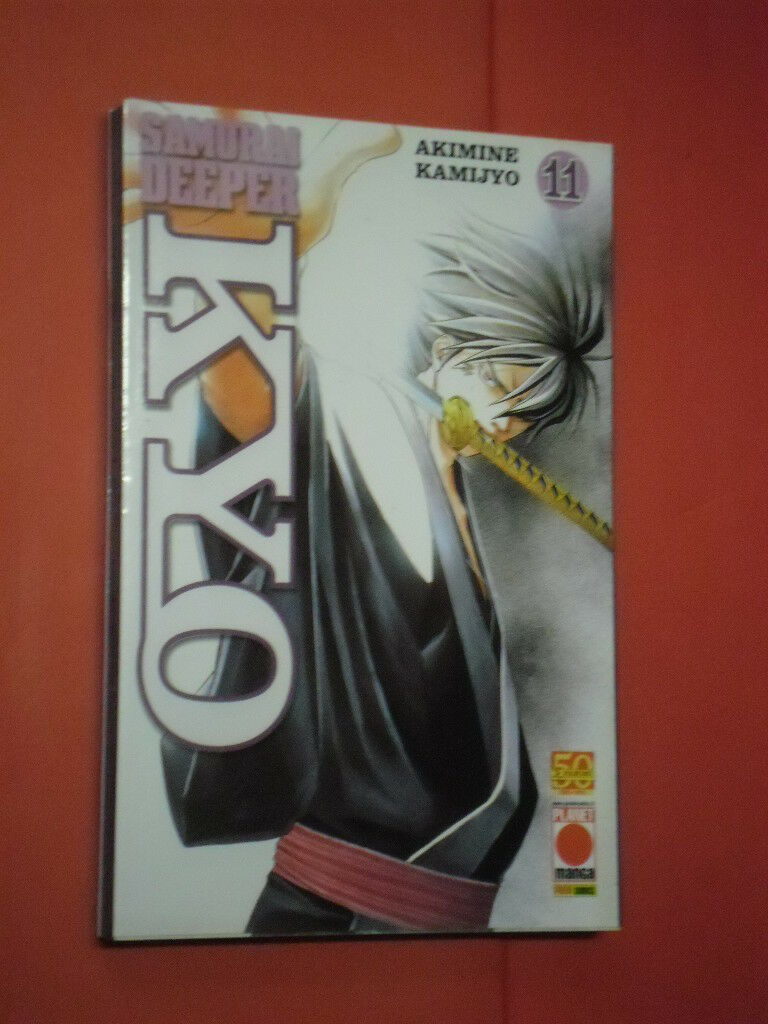 SAMURAI
DEEPER
KYO
AKIMINE
KAMIJYO
11
50
PLANET
manga